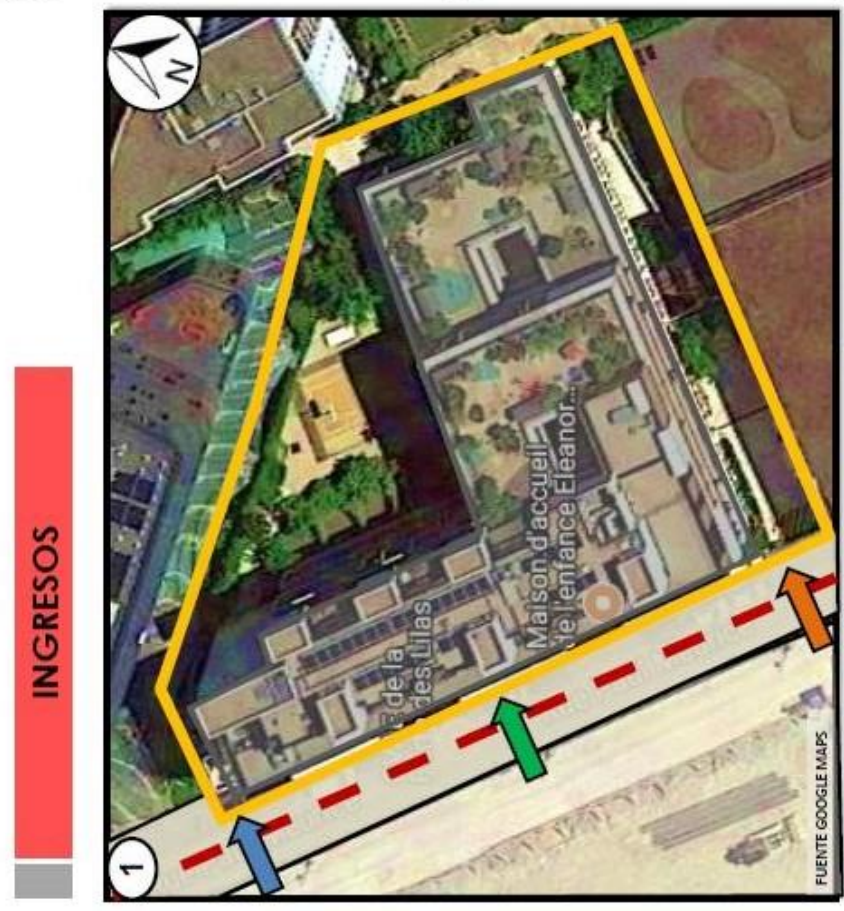 INGRESOS
1
N
de la
des Lilas
Maison d'accueil
de l'enfance Eleanor...
FUENTE GOOGLE MAPS